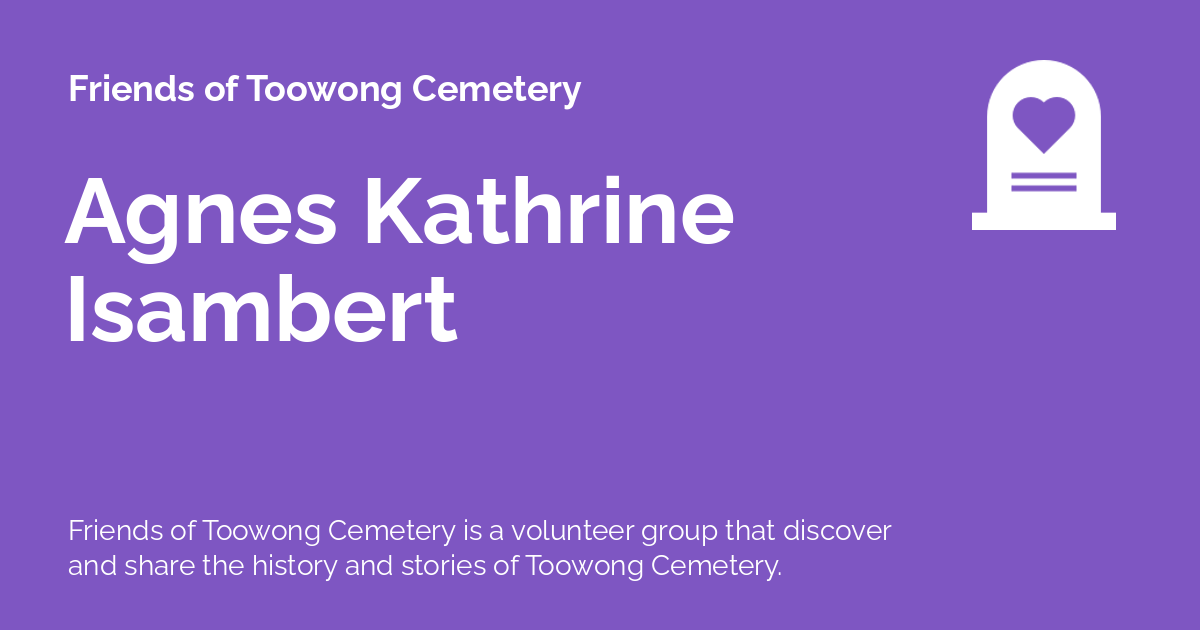 Friends of Toowong Cemetery
Agnes Kathrine
Isambert
Friends of Toowong Cemetery is a volunteer group that discover
and share the history and stories of Toowong Cemetery.